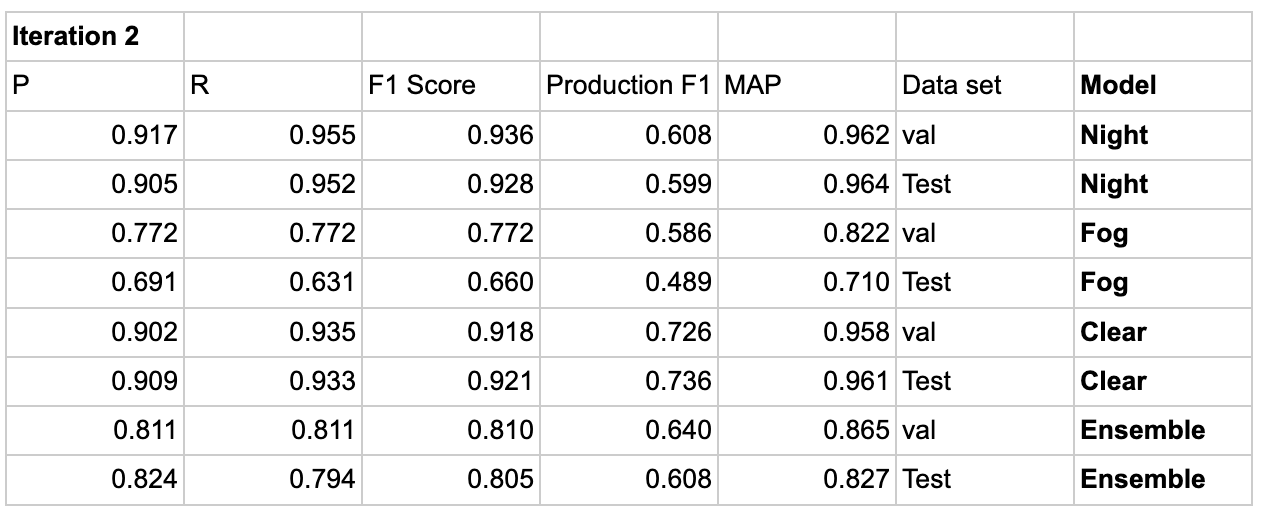 Iteration 2
P R F1 Score Production F1 MAP Data set Model
0.917 0.955 0.936 0.608 0.962 val Night
0.905 0.952 0.928 0.599 0.964 Test Night
0.772 0.772 0.772 0.586 0.822 val Fog
0.691 0.631 0.660 0.489 0.710 Test Fog
0.902 0.935 0.918 0.726 0.958 val Clear
0.909 0.933 0.921 0.736 0.961 Test Clear
0.811 0.811 0.810 0.640 0.865 val Ensemble
0.824 0.794 0.805 0.608 0.827 Test Ensemble